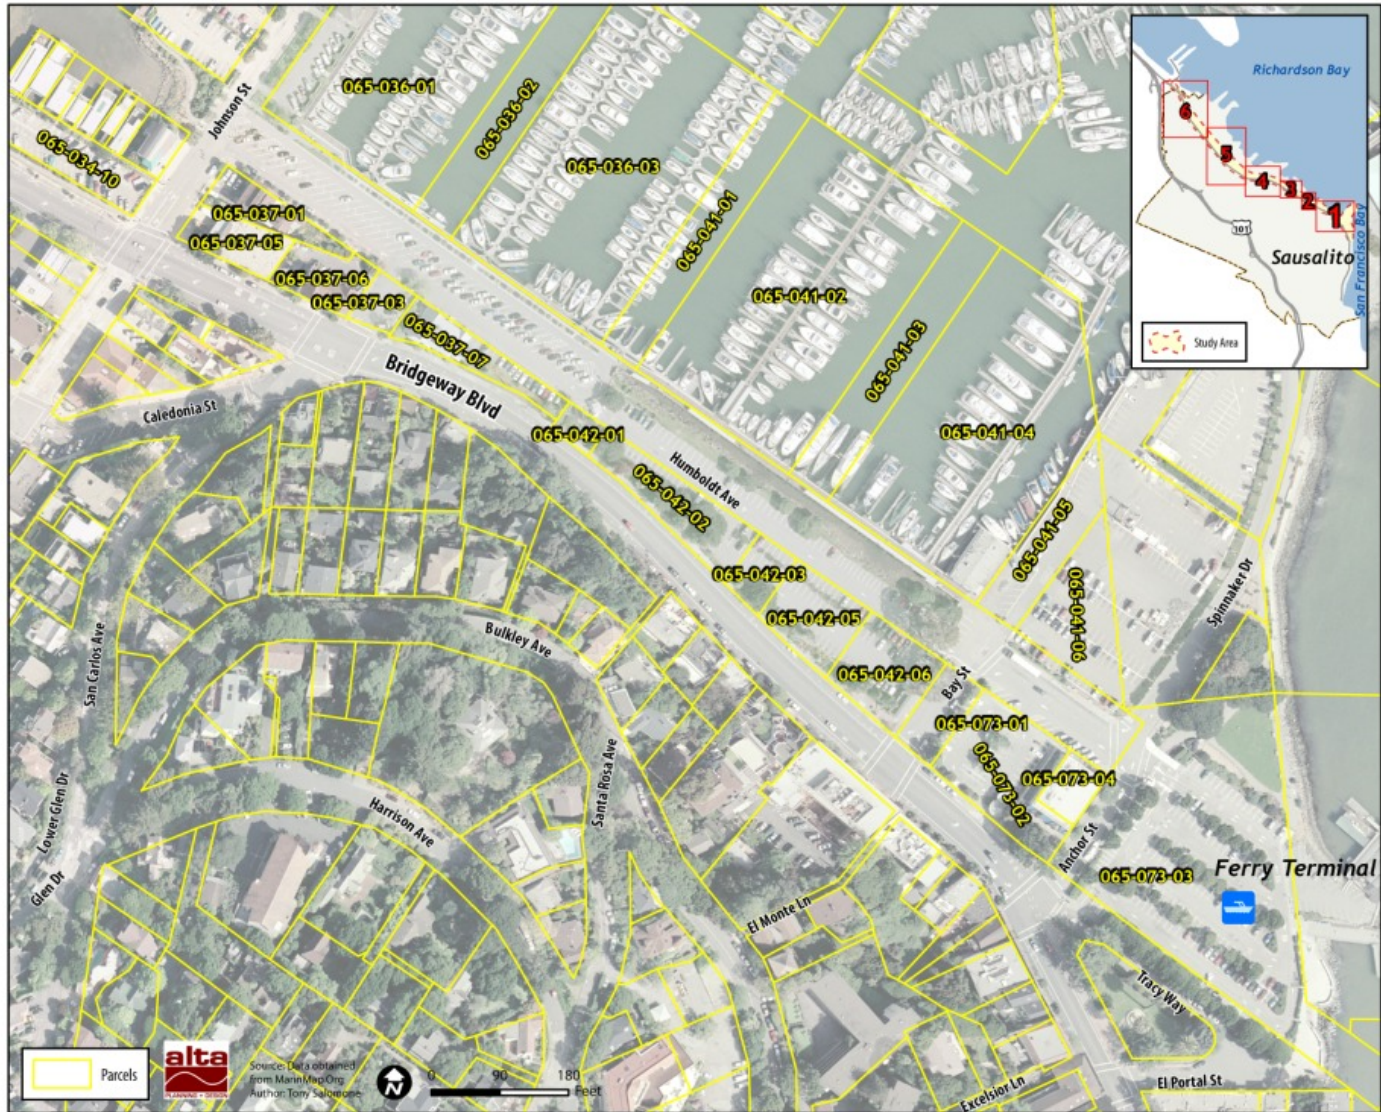 Johnson St
065-036-01
065-036-02
065-036-03
065-034-10
065-037-01
065-037-05
065-037-06
065-037-03
065-037-07
065-041-01
065-041-02
065-041-03
065-041-04
065-041-05
065-041-06
Caledonia St
Bridgeway Blvd
065-042-01
Humboldt Ave
065-042-02
065-042-03
065-042-05
065-042-06
Bay St
Spinnaker Dr
065-073-01
065-073-02
065-073-04
065-073-03
Anchor St
Ferry Terminal
San Carlos Ave
Bulkley Ave
Santa Rosa Ave
Harrison Ave
Lower Glen Dr
Glen Dr
El Monte Ln
Tracy Way
El Portal St
Excelsior Ln
Richardson Bay
6
5
4
3
2
1
101
Sausalito
San Francisco Bay
Study Area
Parcels
alta
PLANNING + DESIGN
Source: Data obtained
from MarinMap.Org
Author: Tony Salomone
N
0 90 180
Feet